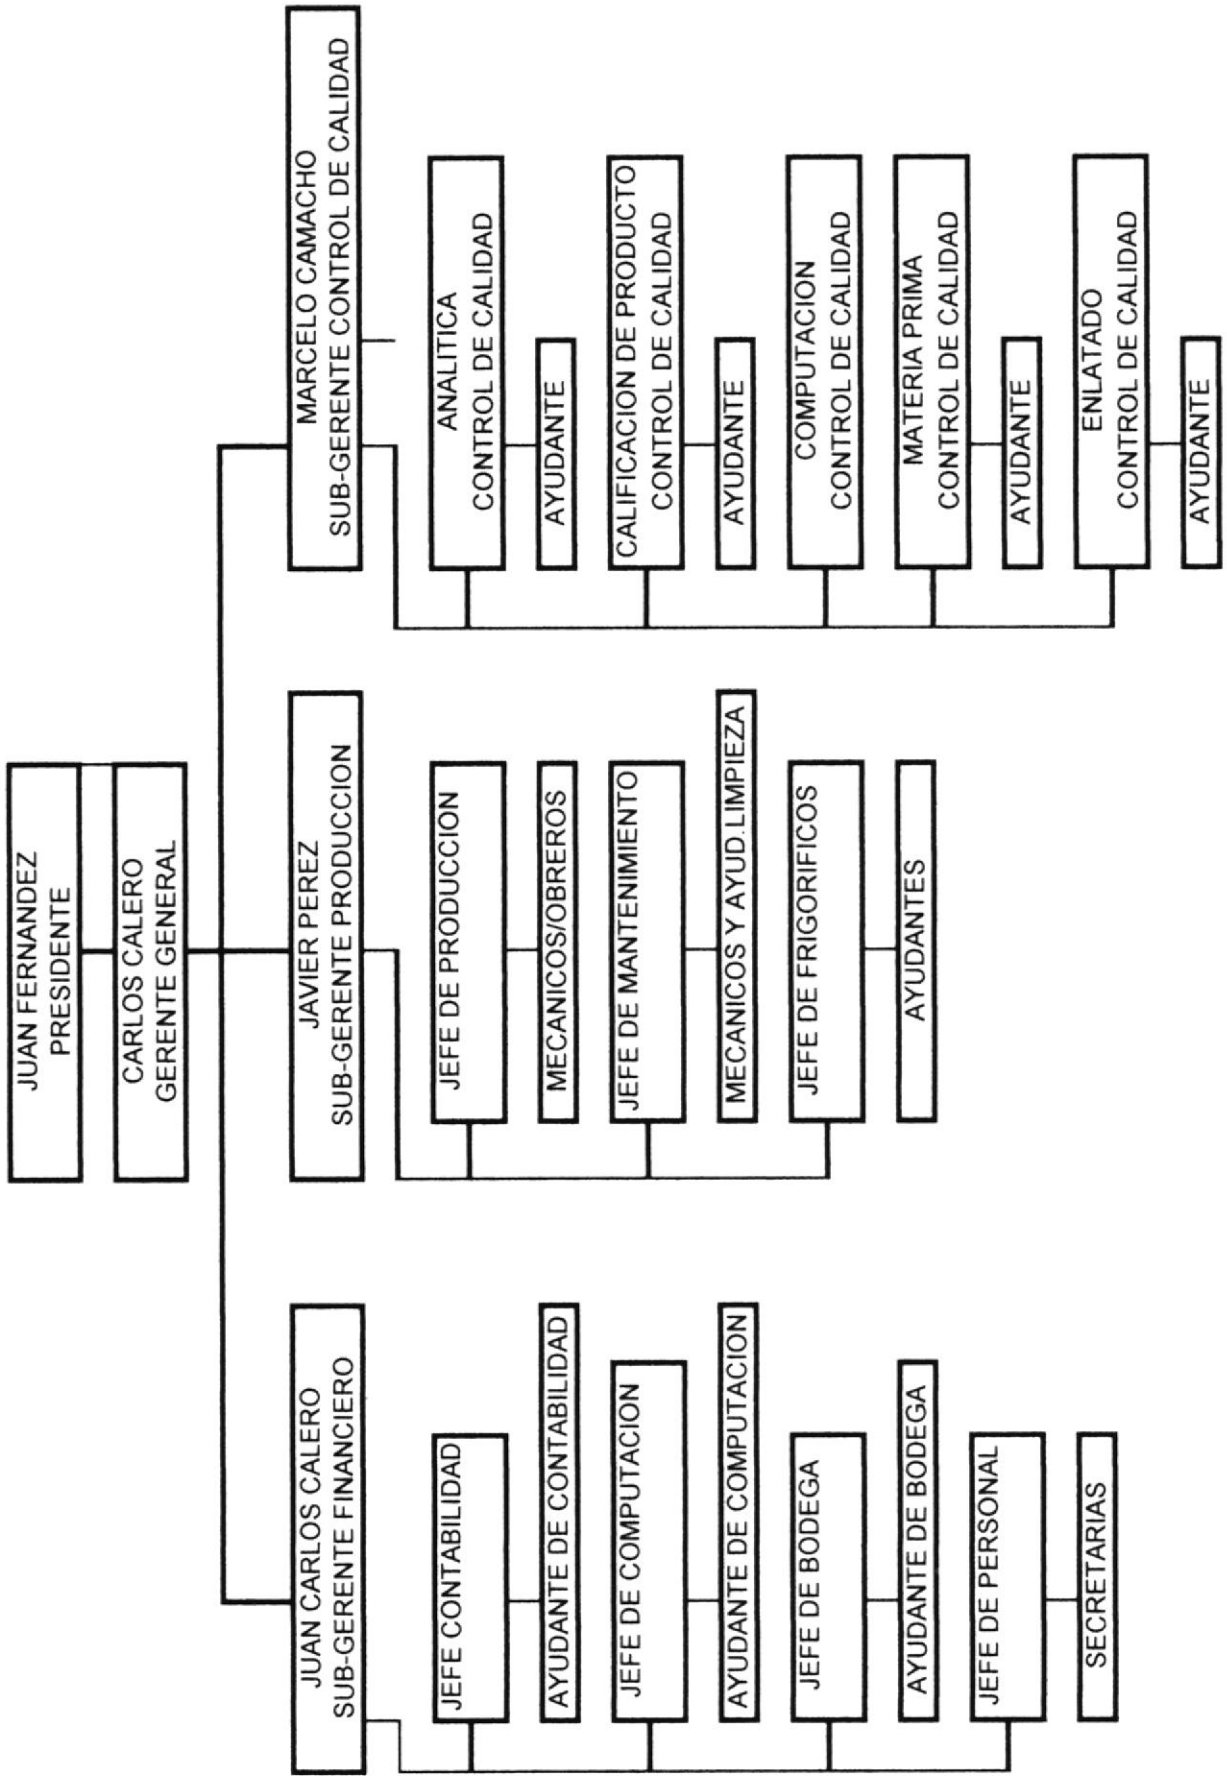 JUAN FERNANDEZ
PRESIDENTE
CARLOS CALERO
GERENTE GENERAL
JUAN CARLOS CALERO
SUB-GERENTE FINANCIERO
JEFE CONTABILIDAD
AYUDANTE DE CONTABILIDAD
JEFE DE COMPUTACION
AYUDANTE DE COMPUTACION
JEFE DE BODEGA
AYUDANTE DE BODEGA
JEFE DE PERSONAL
SECRETARIAS
JAVIER PEREZ
SUB-GERENTE PRODUCCION
JEFE DE PRODUCCION
MECANICOS/OBREROS
JEFE DE MANTENIMIENTO
MECANICOS Y AYUD.LIMPIEZA
JEFE DE FRIGORIFICOS
AYUDANTES
MARCELO CAMACHO
SUB-GERENTE CONTROL DE CALIDAD
ANALITICA
CONTROL DE CALIDAD
AYUDANTE
CALIFICACION DE PRODUCTO
CONTROL DE CALIDAD
AYUDANTE
COMPUTACION
CONTROL DE CALIDAD
MATERIA PRIMA
CONTROL DE CALIDAD
AYUDANTE
ENLATADO
CONTROL DE CALIDAD
AYUDANTE